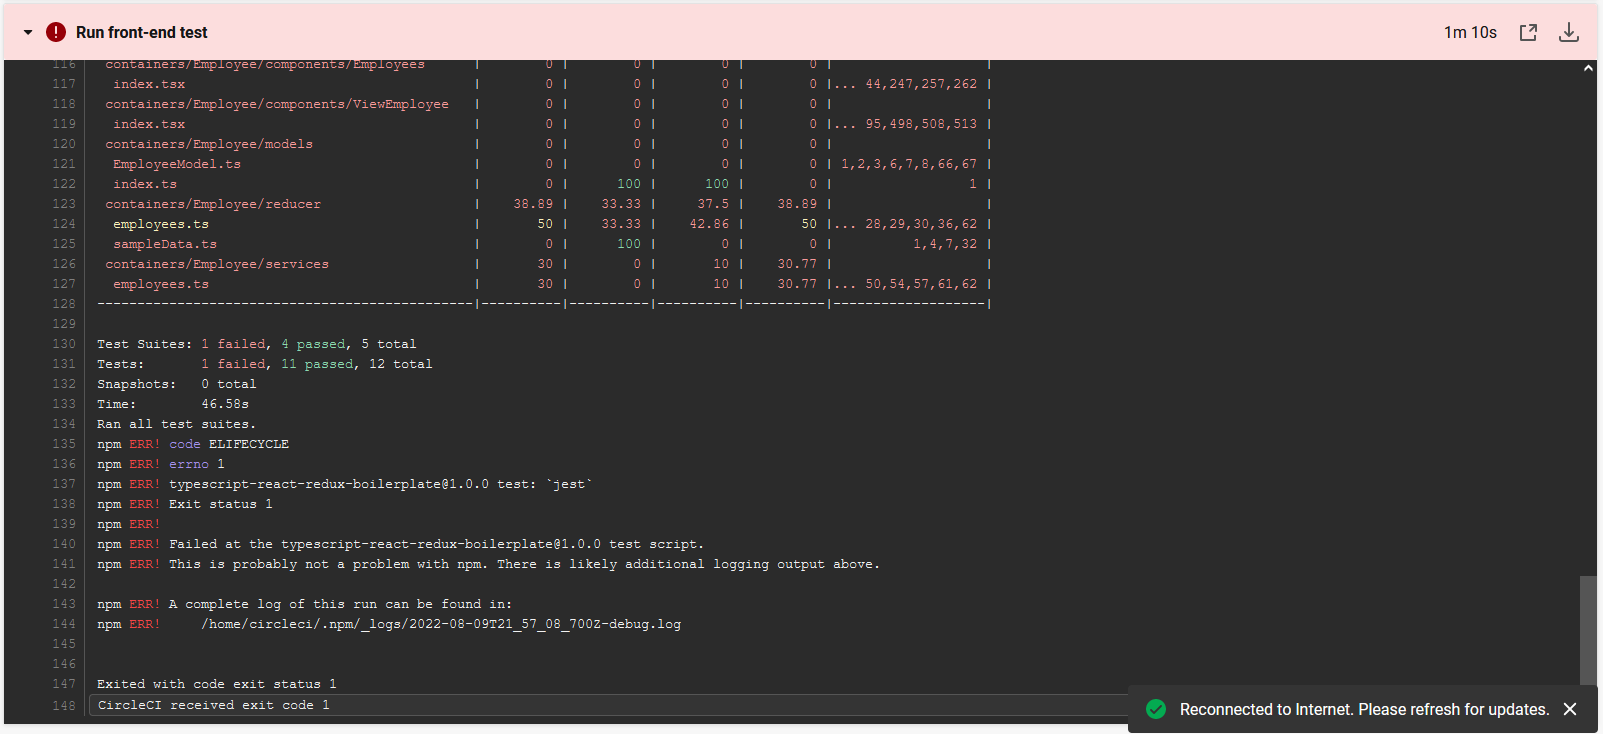 Run front-end test 1m 10s
116 containers/Employee/components/Employees | 0 | 0 | 0 | 0 | |
117 index.tsx | 0 | 0 | 0 | 0 |... 44,247,257,262 |
118 containers/Employee/components/ViewEmployee | 0 | 0 | 0 | 0 | |
119 index.tsx | 0 | 0 | 0 | 0 |... 95,498,508,513 |
120 containers/Employee/models | 0 | 0 | 0 | 0 | |
121 EmployeeModel.ts | 0 | 0 | 0 | 0 | 1,2,3,6,7,8,66,67 |
122 index.ts | 0 | 100 | 100 | 0 | 1 |
123 containers/Employee/reducer | 38.89 | 33.33 | 37.5 | 38.89 | |
124 employees.ts | 50 | 33.33 | 42.86 | 50 |... 28,29,30,36,62 |
125 sampleData.ts | 0 | 100 | 0 | 0 | 1,4,7,32 |
126 containers/Employee/services | 30 | 0 | 10 | 30.77 | |
127 employees.ts | 30 | 0 | 10 | 30.77 |... 50,54,57,61,62 |
128 -----------------------------------------------|----------|----------|----------|----------|-------------------|
129
130 Test Suites: 1 failed, 4 passed, 5 total
131 Tests: 1 failed, 11 passed, 12 total
132 Snapshots: 0 total
133 Time: 46.58s
134 Ran all test suites.
135 npm ERR! code ELIFECYCLE
136 npm ERR! errno 1
137 npm ERR! typescript-react-redux-boilerplate@1.0.0 test: `jest`
138 npm ERR! Exit status 1
139 npm ERR!
140 npm ERR! Failed at the typescript-react-redux-boilerplate@1.0.0 test script.
141 npm ERR! This is probably not a problem with npm. There is likely additional logging output above.
142
143 npm ERR! A complete log of this run can be found in:
144 npm ERR! /home/circleci/.npm/_logs/2022-08-09T21_57_08_700Z-debug.log
145
146
147 Exited with code exit status 1
148 CircleCI received exit code 1
Reconnected to Internet. Please refresh for updates.